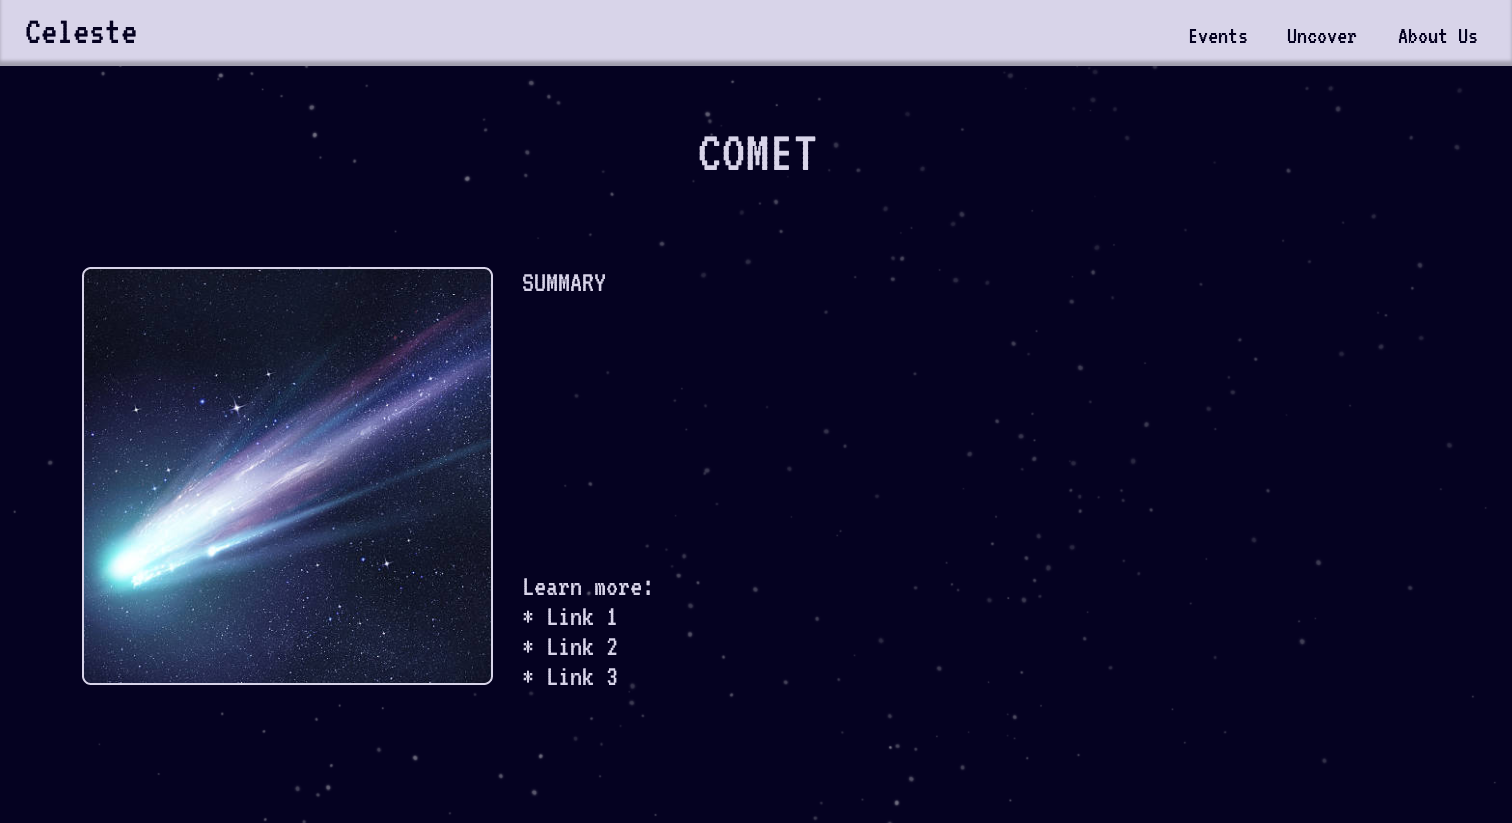 Celeste
Events
Uncover
About Us
COMET
SUMMARY
Learn more:
* Link 1
* Link 2
* Link 3